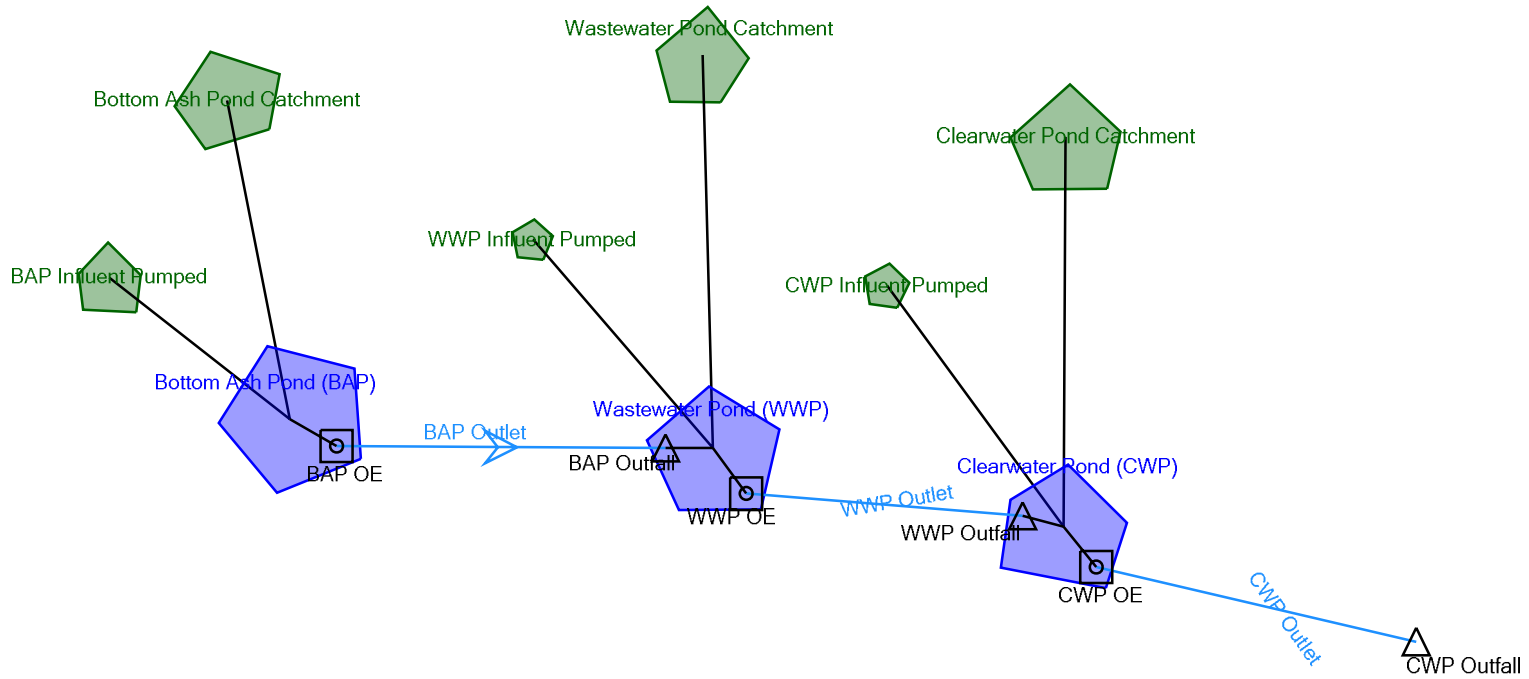 Wastewater Pond Catchment
Bottom Ash Pond Catchment
Clearwater Pond Catchment
WWP Influent Pumped
BAP Influent Pumped
CWP Influent Pumped
Bottom Ash Pond (BAP)
Wastewater Pond (WWP)
BAP Outlet
BAP Outfall
BAP OE
Clearwater Pond (CWP)
WWP Outlet
WWP OE
WWP Outfall
CWP OE
CWP Outlet
CWP Outfall